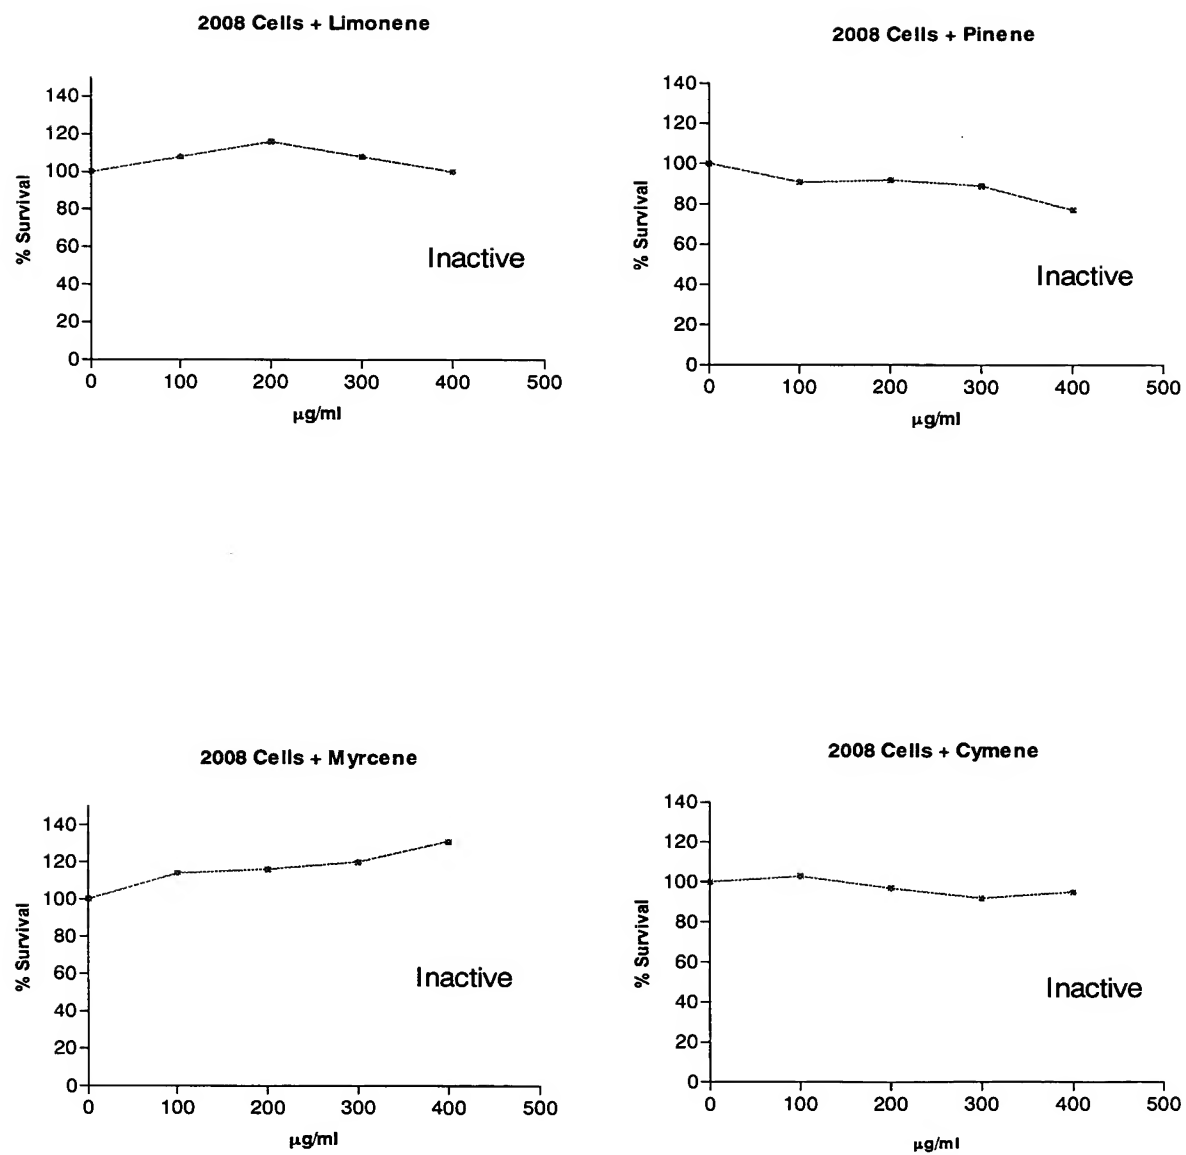 2008 Cells + Limonene
140
120
100
80
60
40
20
0
% Survival
Inactive
0 100 200 300 400 500
µg/ml
2008 Cells + Pinene
140
120
100
80
60
40
20
0
% Survival
Inactive
0 100 200 300 400 500
µg/ml
2008 Cells + Myrcene
140
120
100
80
60
40
20
0
% Survival
Inactive
0 100 200 300 400 500
µg/ml
2008 Cells + Cymene
140
120
100
80
60
40
20
0
% Survival
Inactive
0 100 200 300 400 500
µg/ml